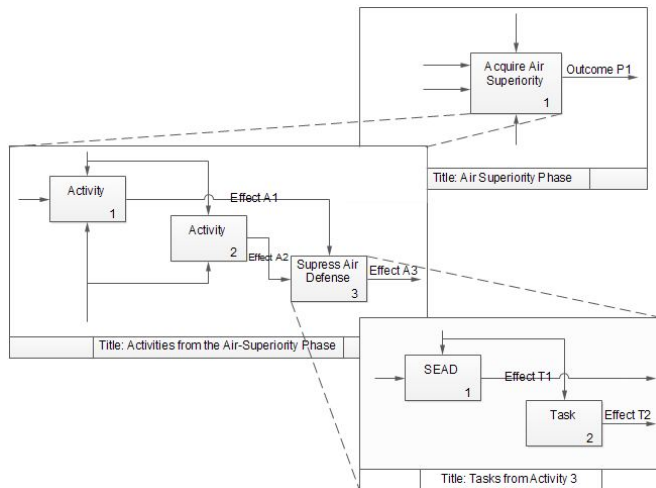 Acquire Air
Superiority
1
Outcome P1
Title: Air Superiority Phase
Activity
1
Effect A1
Activity
2
Effect A2
Supress Air
Defense
3
Effect A3
Title: Activities from the Air-Superiority Phase
SEAD
1
Effect T1
Task
2
Effect T2
Title: Tasks from Activity 3